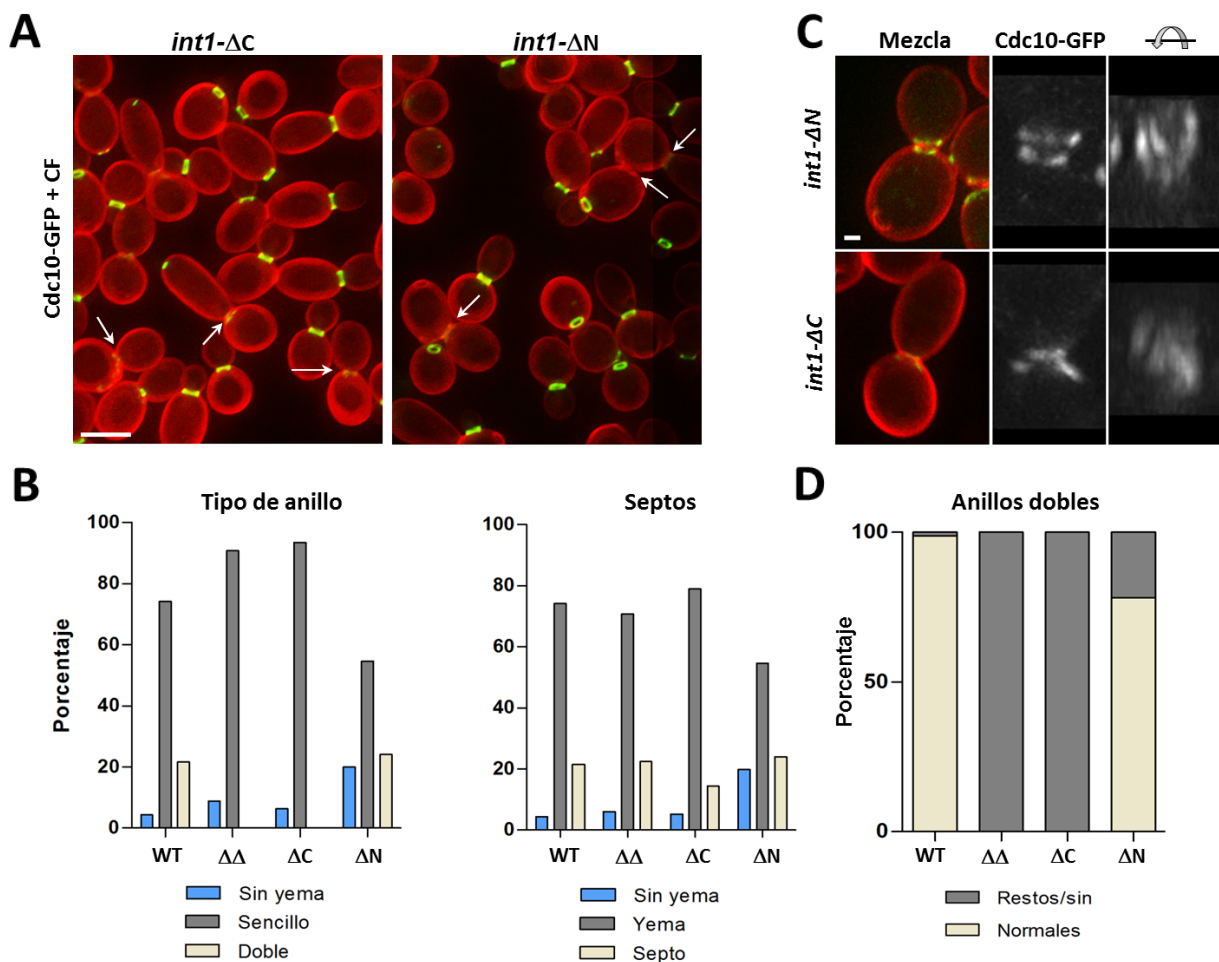 A
int1-ΔC
int1-ΔN
Cdc10-GFP + CF
C
Mezcla
Cdc10-GFP
int1-ΔN
int1-ΔC
B
Tipo de anillo
Porcentaje
100
80
60
40
20
0
WT
ΔΔ
ΔC
ΔN
Sin yema
Sencillo
Doble
Septos
100
80
60
40
20
0
WT
ΔΔ
ΔC
ΔN
Sin yema
Yema
Septo
D
Anillos dobles
Porcentaje
100
50
0
WT
ΔΔ
ΔC
ΔN
Restos/sin
Normales